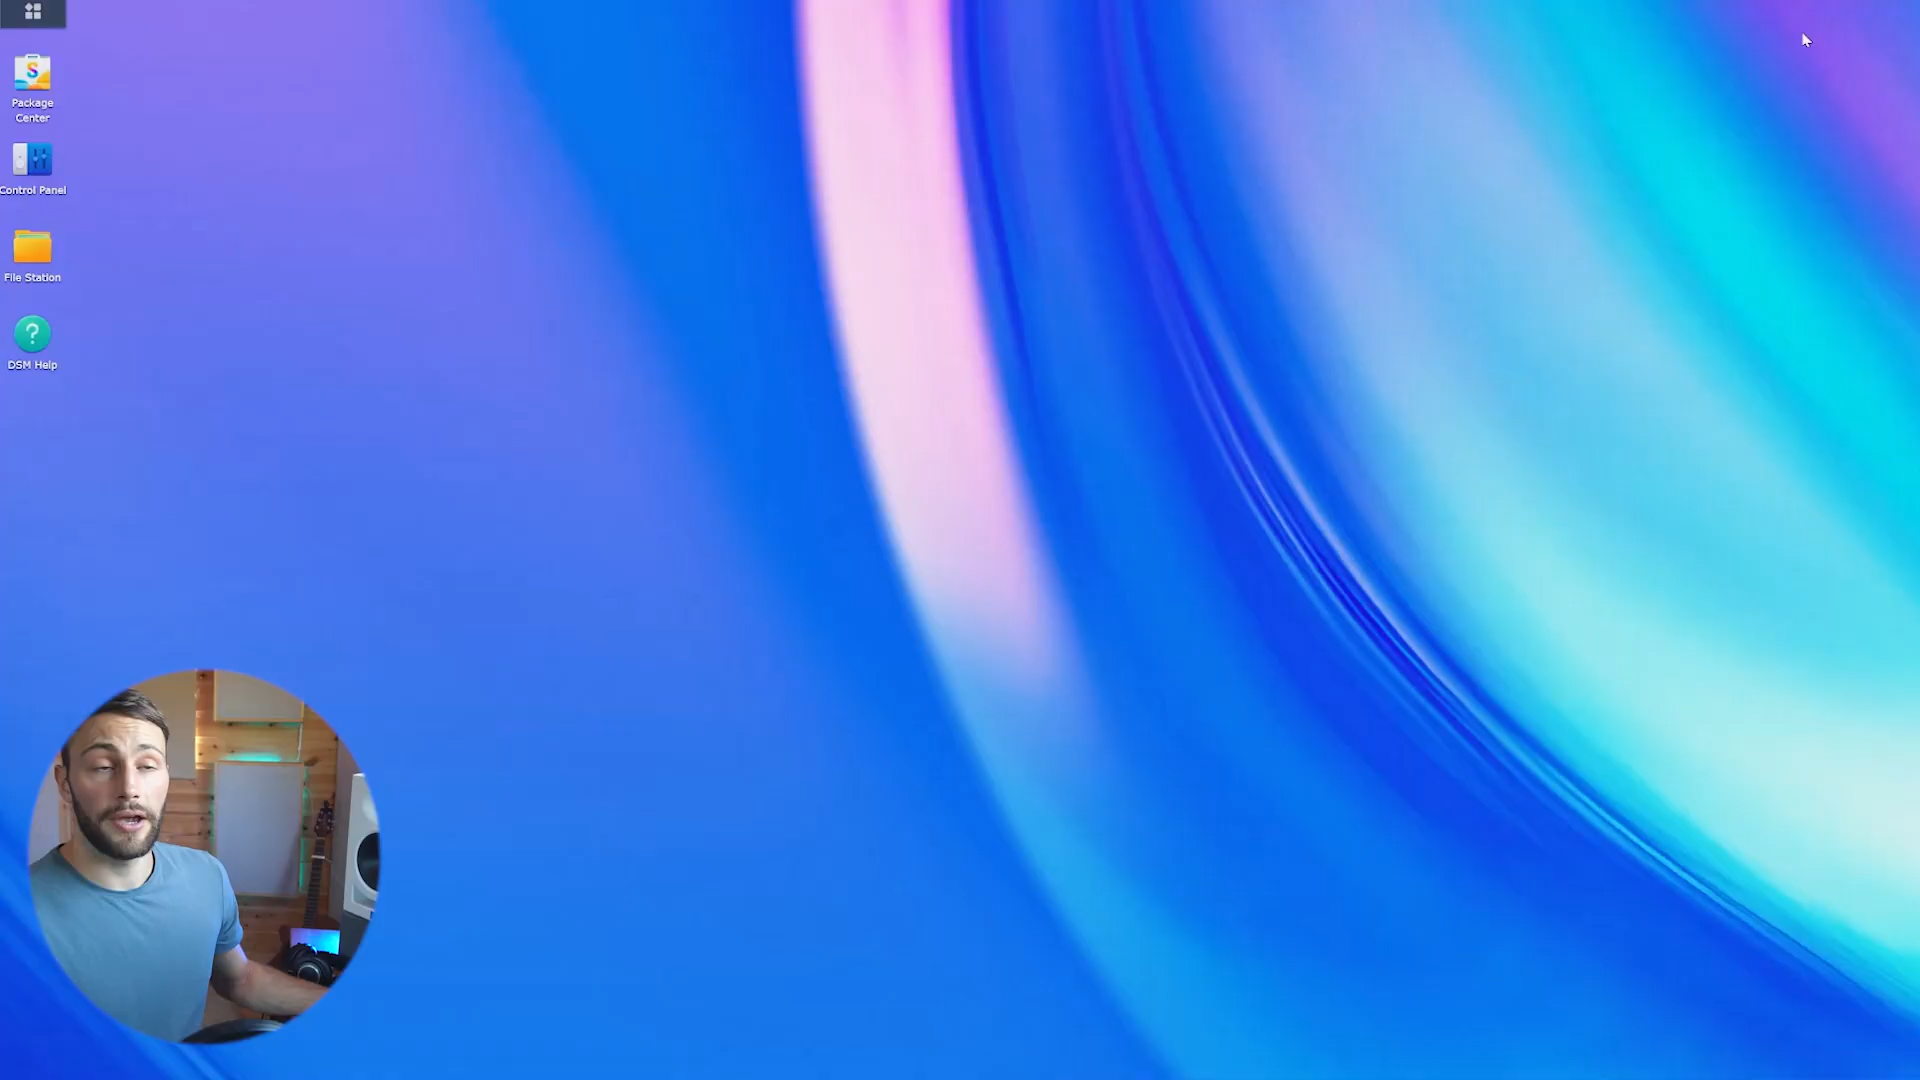 Package
Center
Control Panel
File Station
DSM Help